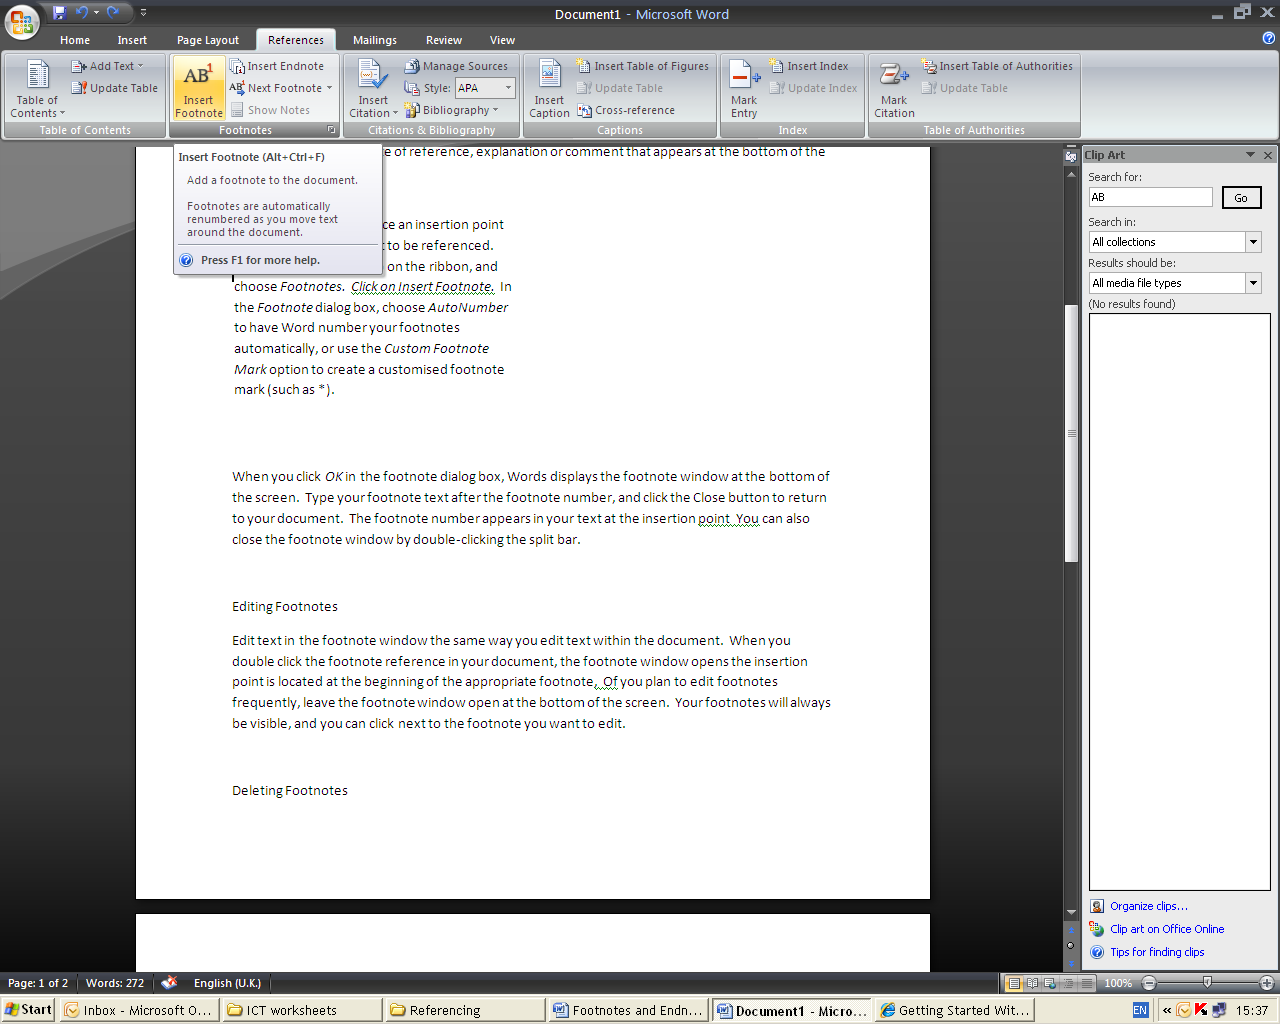 Document1 - Microsoft Word
Home Insert Page Layout References Mailings Review View
Table of Contents
Add Text
Update Table
Table of Contents
AB1
Insert Footnote
Insert Endnote
Next Footnote
Show Notes
Footnotes
Insert Citation
Manage Sources
Style: APA
Bibliography
Citations & Bibliography
Insert Caption
Insert Table of Figures
Update Table
Cross-reference
Captions
Mark Entry
Insert Index
Update Index
Index
Mark Citation
Insert Table of Authorities
Update Table
Table of Authorities
Insert Footnote (Alt+Ctrl+F)
Add a footnote to the document.
Footnotes are automatically
renumbered as you move text
around the document.
Press F1 for more help.
e of reference, explanation or comment that appears at the bottom of the
ce an insertion point
to be referenced.
on the ribbon, and
choose Footnotes. Click on Insert Footnote. In
the Footnote dialog box, choose AutoNumber
to have Word number your footnotes
automatically, or use the Custom Footnote
Mark option to create a customised footnote
mark (such as *).
When you click OK in the footnote dialog box, Words displays the footnote window at the bottom of
the screen. Type your footnote text after the footnote number, and click the Close button to return
to your document. The footnote number appears in your text at the insertion point You can also
close the footnote window by double-clicking the split bar.
Editing Footnotes
Edit text in the footnote window the same way you edit text within the document. When you
double click the footnote reference in your document, the footnote window opens the insertion
point is located at the beginning of the appropriate footnote, Of you plan to edit footnotes
frequently, leave the footnote window open at the bottom of the screen. Your footnotes will always
be visible, and you can click next to the footnote you want to edit.
Deleting Footnotes
Clip Art
Search for:
AB
Go
Search in:
All collections
Results should be:
All media file types
(No results found)
Organize clips...
Clip art on Office Online
Tips for finding clips
Page: 1 of 2 Words: 272 English (U.K.) 100%
Start Inbox - Microsoft O... ICT worksheets Referencing Footnotes and Endn... Document1 - Micro... Getting Started Wit... EN « 15:37